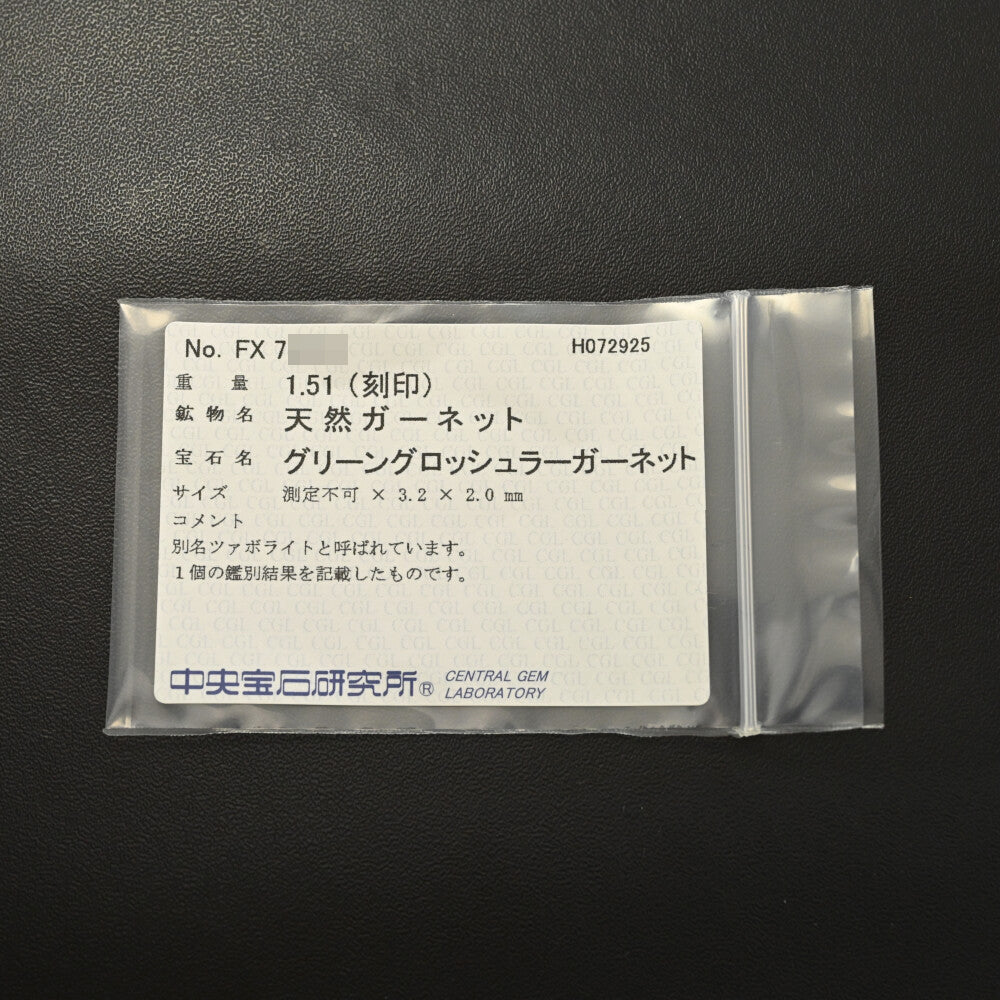 No. FX 7
H072925
重量 1.51 (刻印)
鉱物名 天然ガーネット
宝石名 グリーングロッシュラーガーネット
サイズ 測定不可 × 3.2 × 2.0 mm
コメント
別名ツァボライトと呼ばれています。
1個の鑑別結果を記載したものです。
中央宝石研究所® CENTRAL GEM LABORATORY